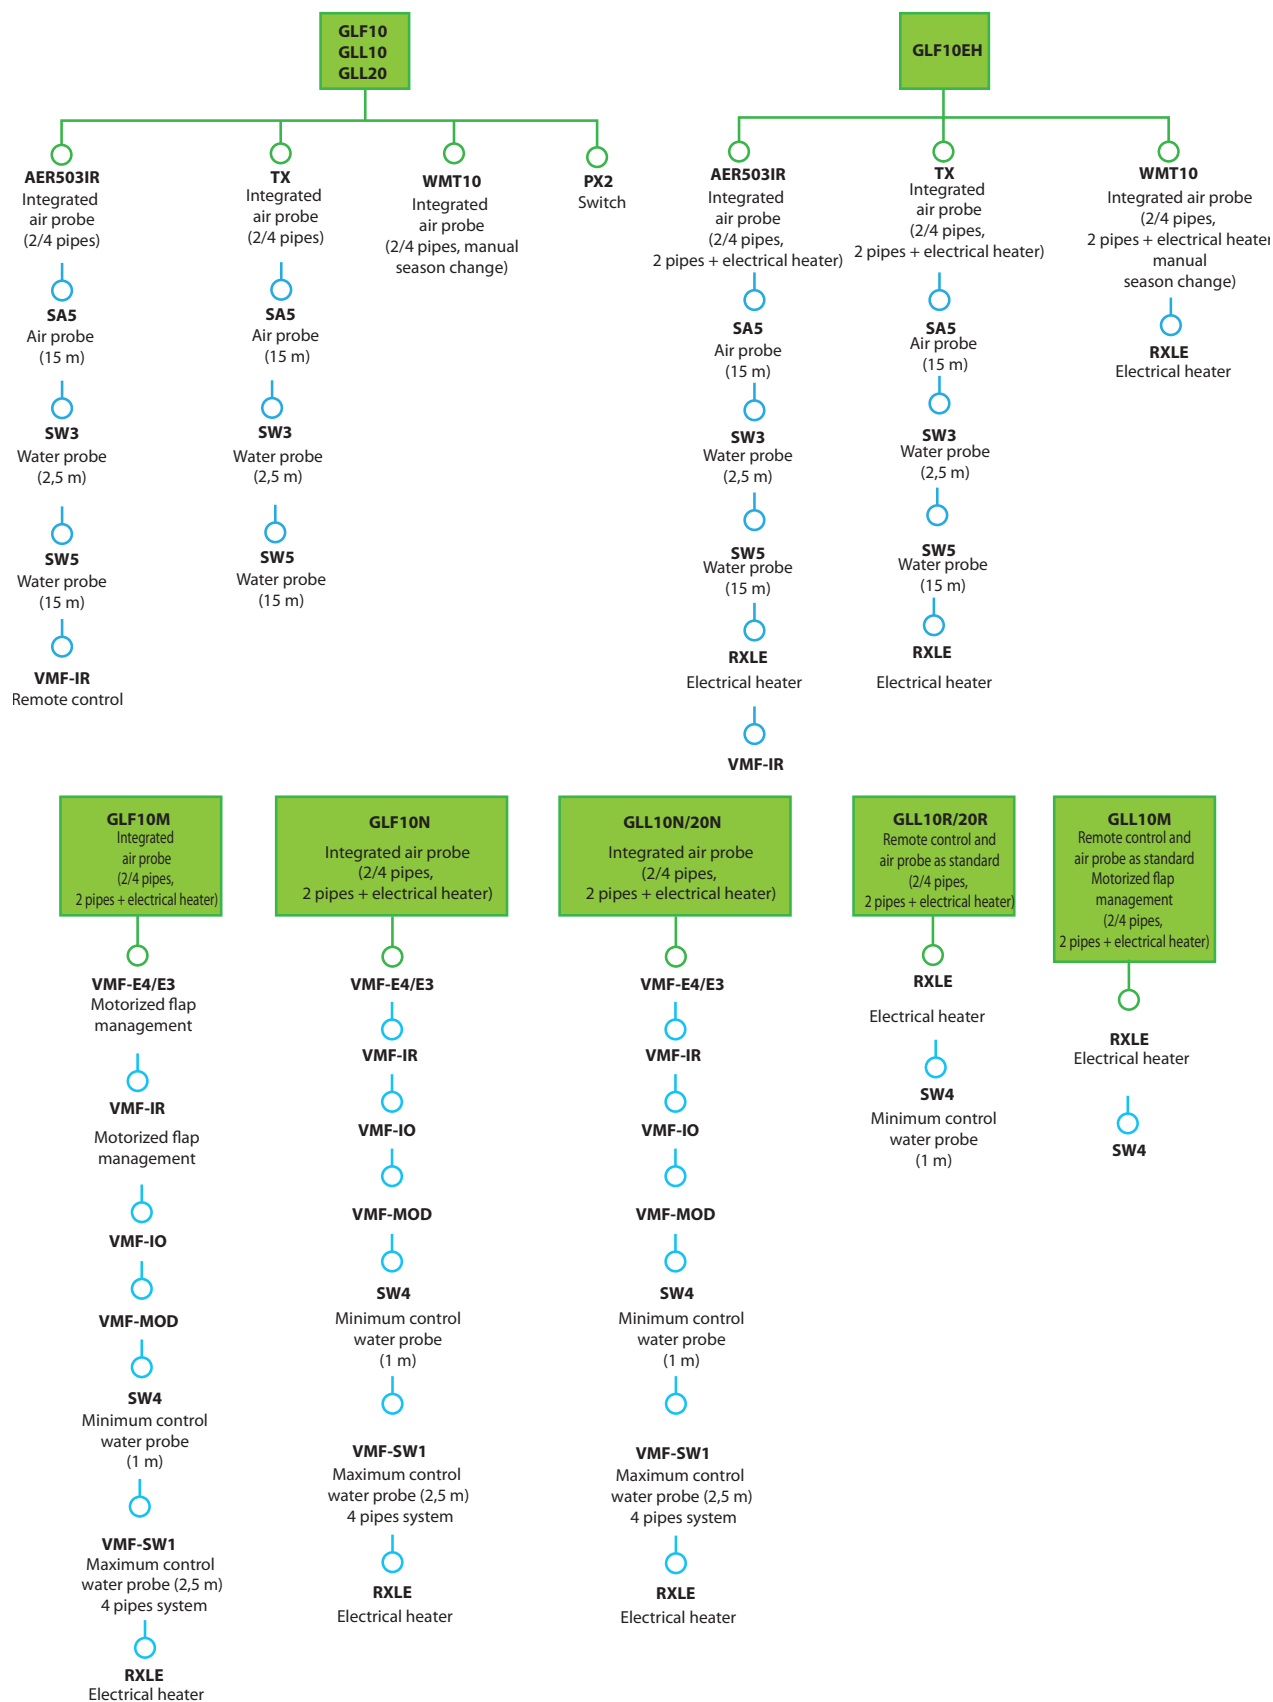 GLF10
GLL10
GLL20
AER503IR
Integrated
air probe
(2/4 pipes)
SA5
Air probe
(15 m)
SW3
Water probe
(2,5 m)
SW5
Water probe
(15 m)
VMF-IR
Remote control
TX
Integrated
air probe
(2/4 pipes)
SA5
Air probe
(15 m)
SW3
Water probe
(2,5 m)
SW5
Water probe
(15 m)
WMT10
Integrated
air probe
(2/4 pipes, manual
season change)
PX2
Switch
GLF10EH
AER503IR
Integrated
air probe
(2/4 pipes,
2 pipes + electrical heater)
SA5
Air probe
(15 m)
SW3
Water probe
(2,5 m)
SW5
Water probe
(15 m)
RXLE
Electrical heater
VMF-IR
TX
Integrated
air probe
(2/4 pipes,
2 pipes + electrical heater)
SA5
Air probe
(15 m)
SW3
Water probe
(2,5 m)
SW5
Water probe
(15 m)
RXLE
Electrical heater
WMT10
Integrated air probe
(2/4 pipes,
2 pipes + electrical heater
manual
season change)
RXLE
Electrical heater
GLF10M
Integrated
air probe
(2/4 pipes,
2 pipes + electrical heater)
VMF-E4/E3
Motorized flap
management
VMF-IR
Motorized flap
management
VMF-IO
VMF-MOD
SW4
Minimum control
water probe
(1 m)
VMF-SW1
Maximum control
water probe (2,5 m)
4 pipes system
RXLE
Electrical heater
GLF10N
Integrated air probe
(2/4 pipes,
2 pipes + electrical heater)
VMF-E4/E3
VMF-IR
VMF-IO
VMF-MOD
SW4
Minimum control
water probe
(1 m)
VMF-SW1
Maximum control
water probe (2,5 m)
4 pipes system
RXLE
Electrical heater
GLL10N/20N
Integrated air probe
(2/4 pipes,
2 pipes + electrical heater)
VMF-E4/E3
VMF-IR
VMF-IO
VMF-MOD
SW4
Minimum control
water probe
(1 m)
VMF-SW1
Maximum control
water probe (2,5 m)
4 pipes system
RXLE
Electrical heater
GLL10R/20R
Remote control and
air probe as standard
(2/4 pipes,
2 pipes + electrical heater)
RXLE
Electrical heater
SW4
Minimum control
water probe
(1 m)
GLL10M
Remote control and
air probe as standard
Motorized flap
management
(2/4 pipes,
2 pipes + electrical heater)
RXLE
Electrical heater
SW4